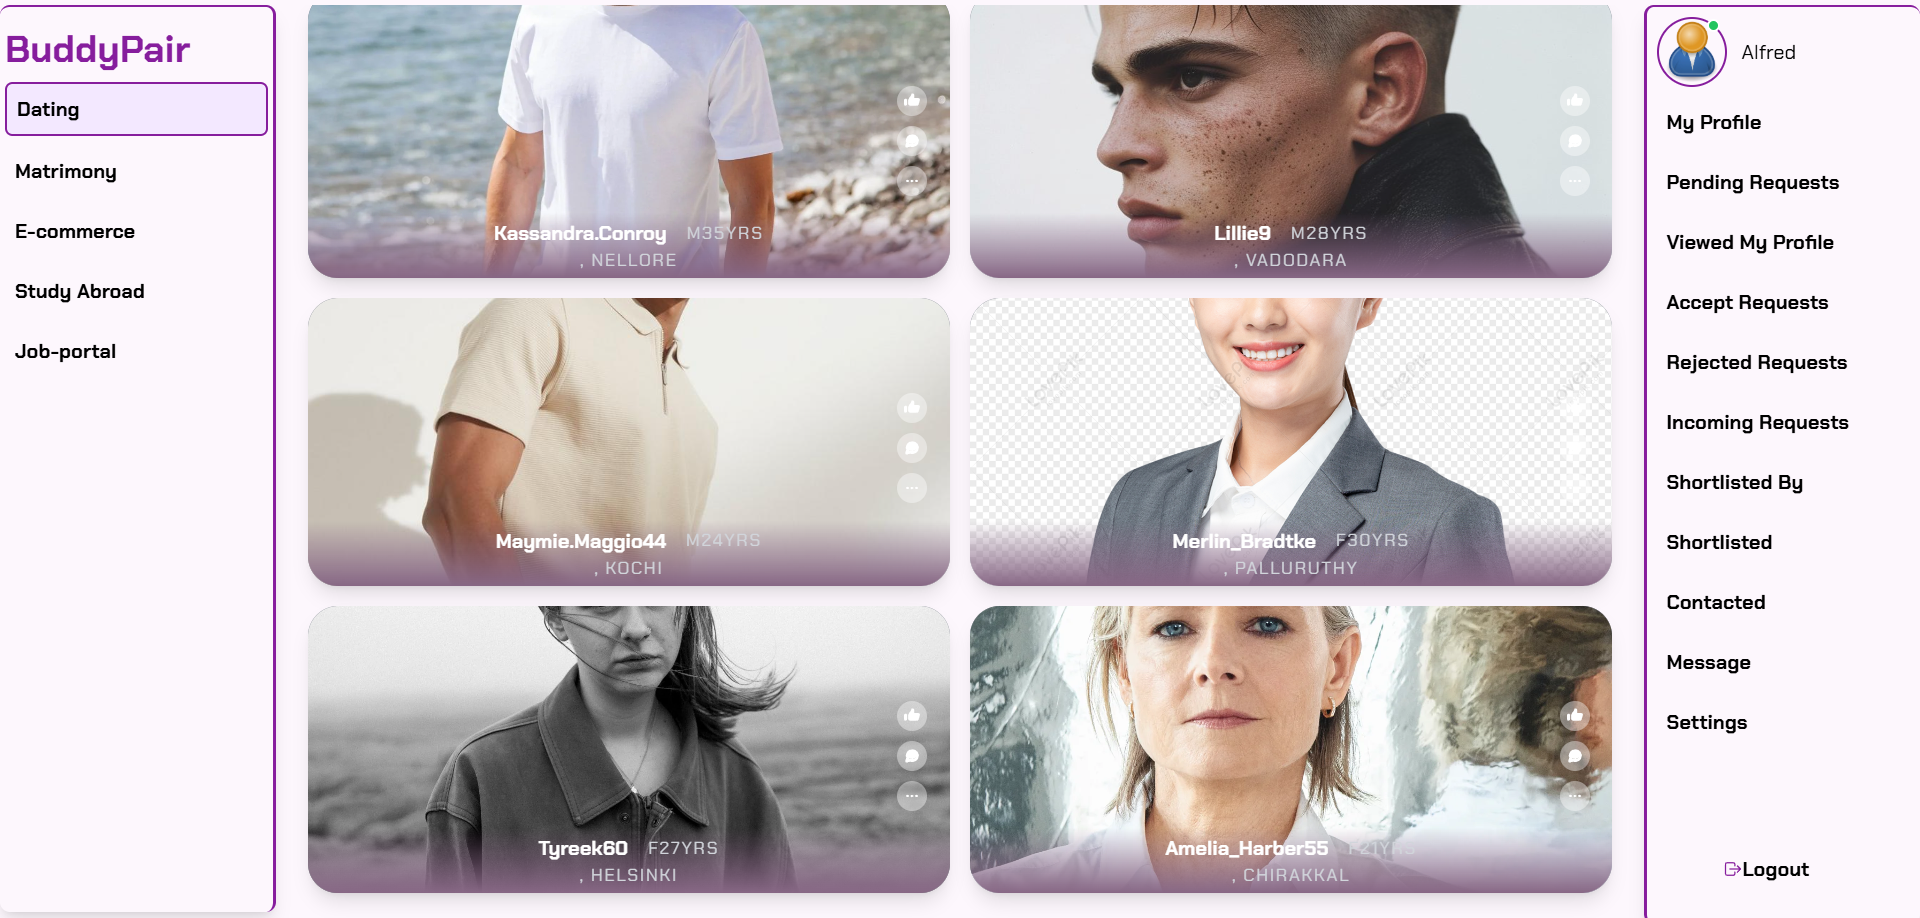 BuddyPair
Dating
Matrimony
E-commerce
Study Abroad
Job-portal
Kassandra.Conroy M35YRS
, NELLORE
Lillie9 M28YRS
, VADODARA
Maymie.Maggio44 M24YRS
, KOCHI
Merlin_Bradtke F30YRS
, PALLURUTHY
Tyreek60 F27YRS
, HELSINKI
Amelia_Harber55 F21YRS
, CHIRAKKAL
Alfred
My Profile
Pending Requests
Viewed My Profile
Accept Requests
Rejected Requests
Incoming Requests
Shortlisted By
Shortlisted
Contacted
Message
Settings
Logout